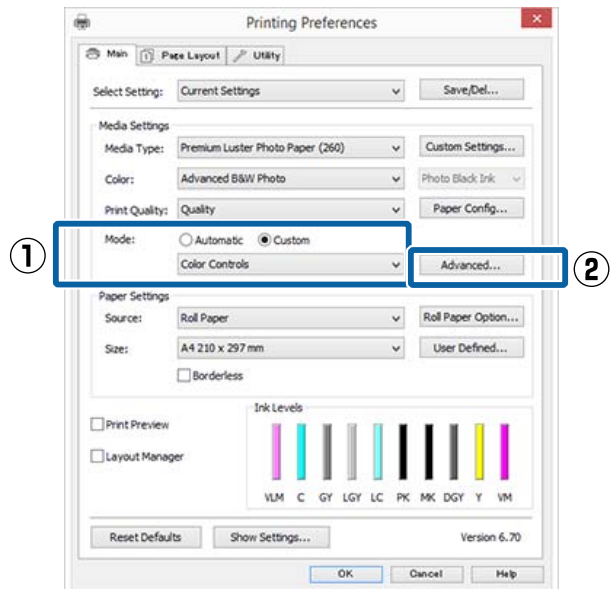 Printing Preferences
Main Page Layout Utility
Select Setting: Current Settings Save/Del...
Media Settings
Media Type: Premium Luster Photo Paper (260) Custom Settings...
Color: Advanced B&W Photo Photo Black Ink
Print Quality: Quality Paper Config...
Mode: Automatic Custom
① Color Controls Advanced... ②
Paper Settings
Source: Roll Paper Roll Paper Option...
Size: A4 210 x 297 mm User Defined...
Borderless
Ink Levels
Print Preview
Layout Manager
VLM C GY LGY LC PK MK DGY Y VM
Reset Defaults Show Settings... Version 6.70
OK Cancel Help